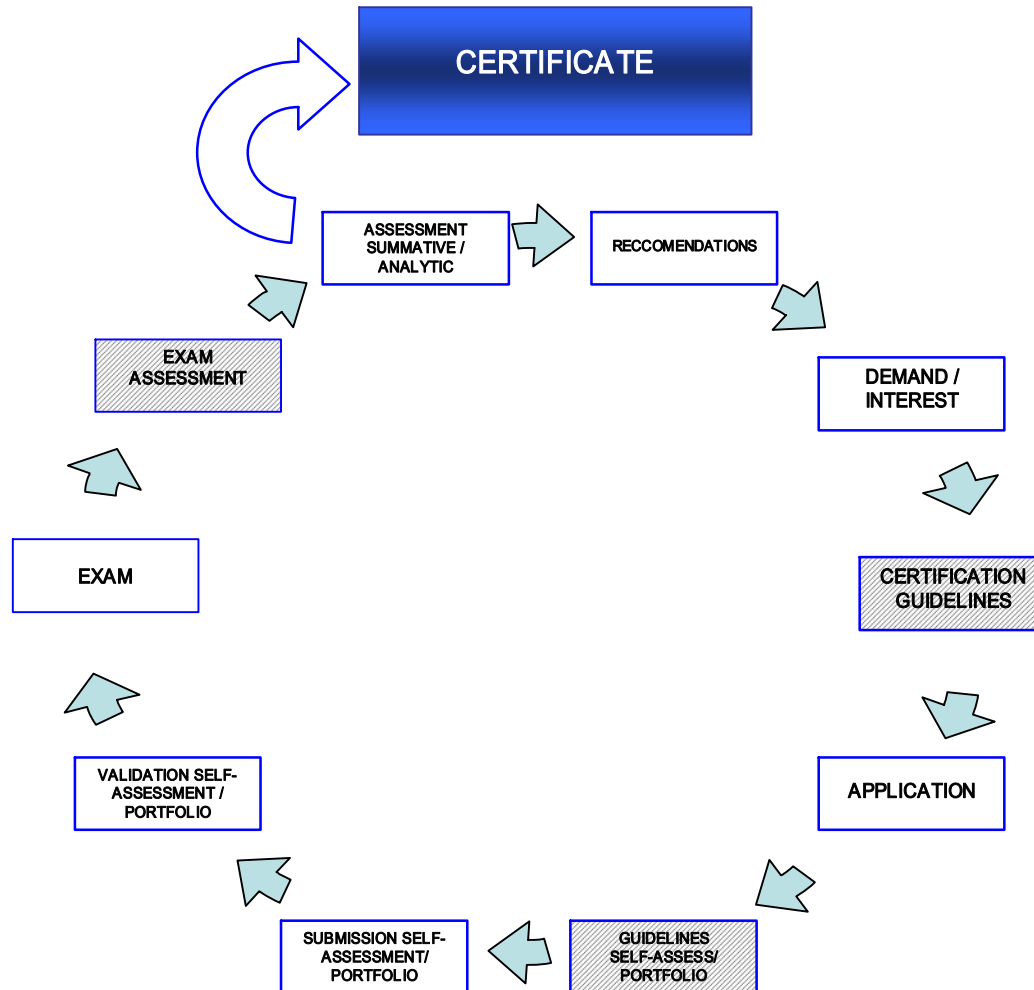 CERTIFICATE
ASSESSMENT
SUMMATIVE /
ANALYTIC
RECCOMENDATIONS
DEMAND /
INTEREST
CERTIFICATION
GUIDELINES
APPLICATION
GUIDELINES
SELF-ASSESS/
PORTFOLIO
SUBMISSION SELF-
ASSESSMENT/
PORTFOLIO
VALIDATION SELF-
ASSESSMENT /
PORTFOLIO
EXAM
EXAM
ASSESSMENT